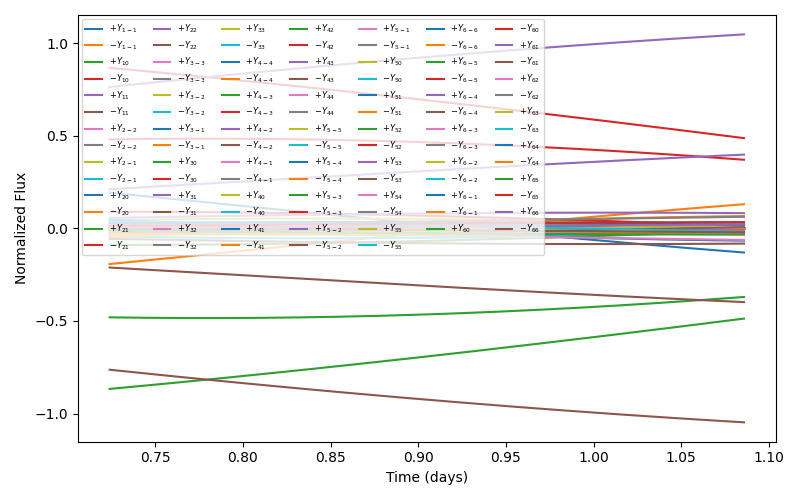 Normalized Flux
1.0
0.5
0.0
−0.5
−1.0
+Y1−1
−Y1−1
+Y10
−Y10
+Y11
−Y11
+Y2−2
−Y2−2
+Y2−1
−Y2−1
+Y20
−Y20
+Y21
−Y21
+Y22
−Y22
+Y3−3
−Y3−3
+Y3−2
−Y3−2
+Y3−1
−Y3−1
+Y30
−Y30
+Y31
−Y31
+Y32
−Y32
+Y33
−Y33
+Y4−4
−Y4−4
+Y4−3
−Y4−3
+Y4−2
−Y4−2
+Y4−1
−Y4−1
+Y40
−Y40
+Y41
−Y41
+Y42
−Y42
+Y43
−Y43
+Y44
−Y44
+Y5−5
−Y5−5
+Y5−4
−Y5−4
+Y5−3
−Y5−3
+Y5−2
−Y5−2
+Y5−1
−Y5−1
+Y50
−Y50
+Y51
−Y51
+Y52
−Y52
+Y53
−Y53
+Y54
−Y54
+Y55
−Y55
+Y6−6
−Y6−6
+Y6−5
−Y6−5
+Y6−4
−Y6−4
+Y6−3
−Y6−3
+Y6−2
−Y6−2
+Y6−1
−Y6−1
+Y60
−Y60
+Y61
−Y61
+Y62
−Y62
+Y63
−Y63
+Y64
−Y64
+Y65
−Y65
+Y66
−Y66
0.75 0.80 0.85 0.90 0.95 1.00 1.05 1.10
Time (days)